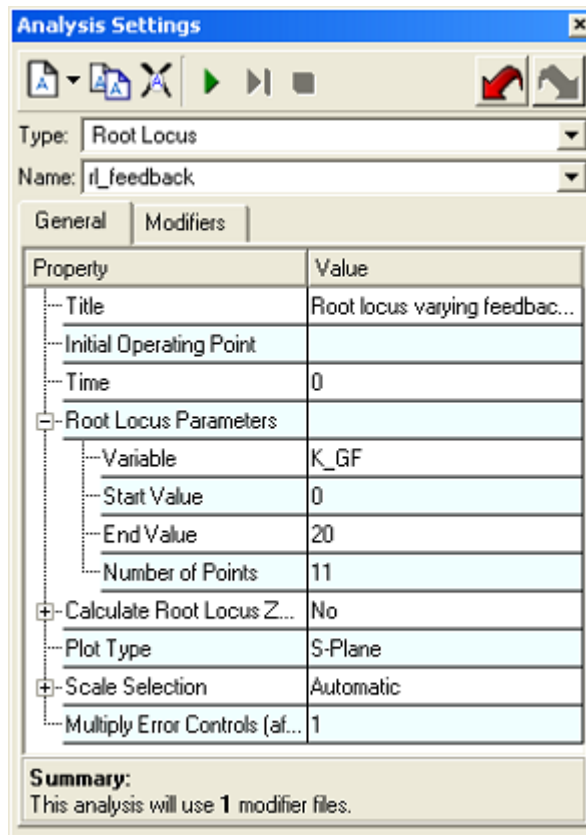 Analysis Settings
Type: Root Locus
Name: rl_feedback
General Modifiers
Property Value
Title Root locus varying feedbac...
Initial Operating Point
Time 0
Root Locus Parameters
Variable K_GF
Start Value 0
End Value 20
Number of Points 11
Calculate Root Locus Z... No
Plot Type S-Plane
Scale Selection Automatic
Multiply Error Controls (af... 1
Summary:
This analysis will use 1 modifier files.